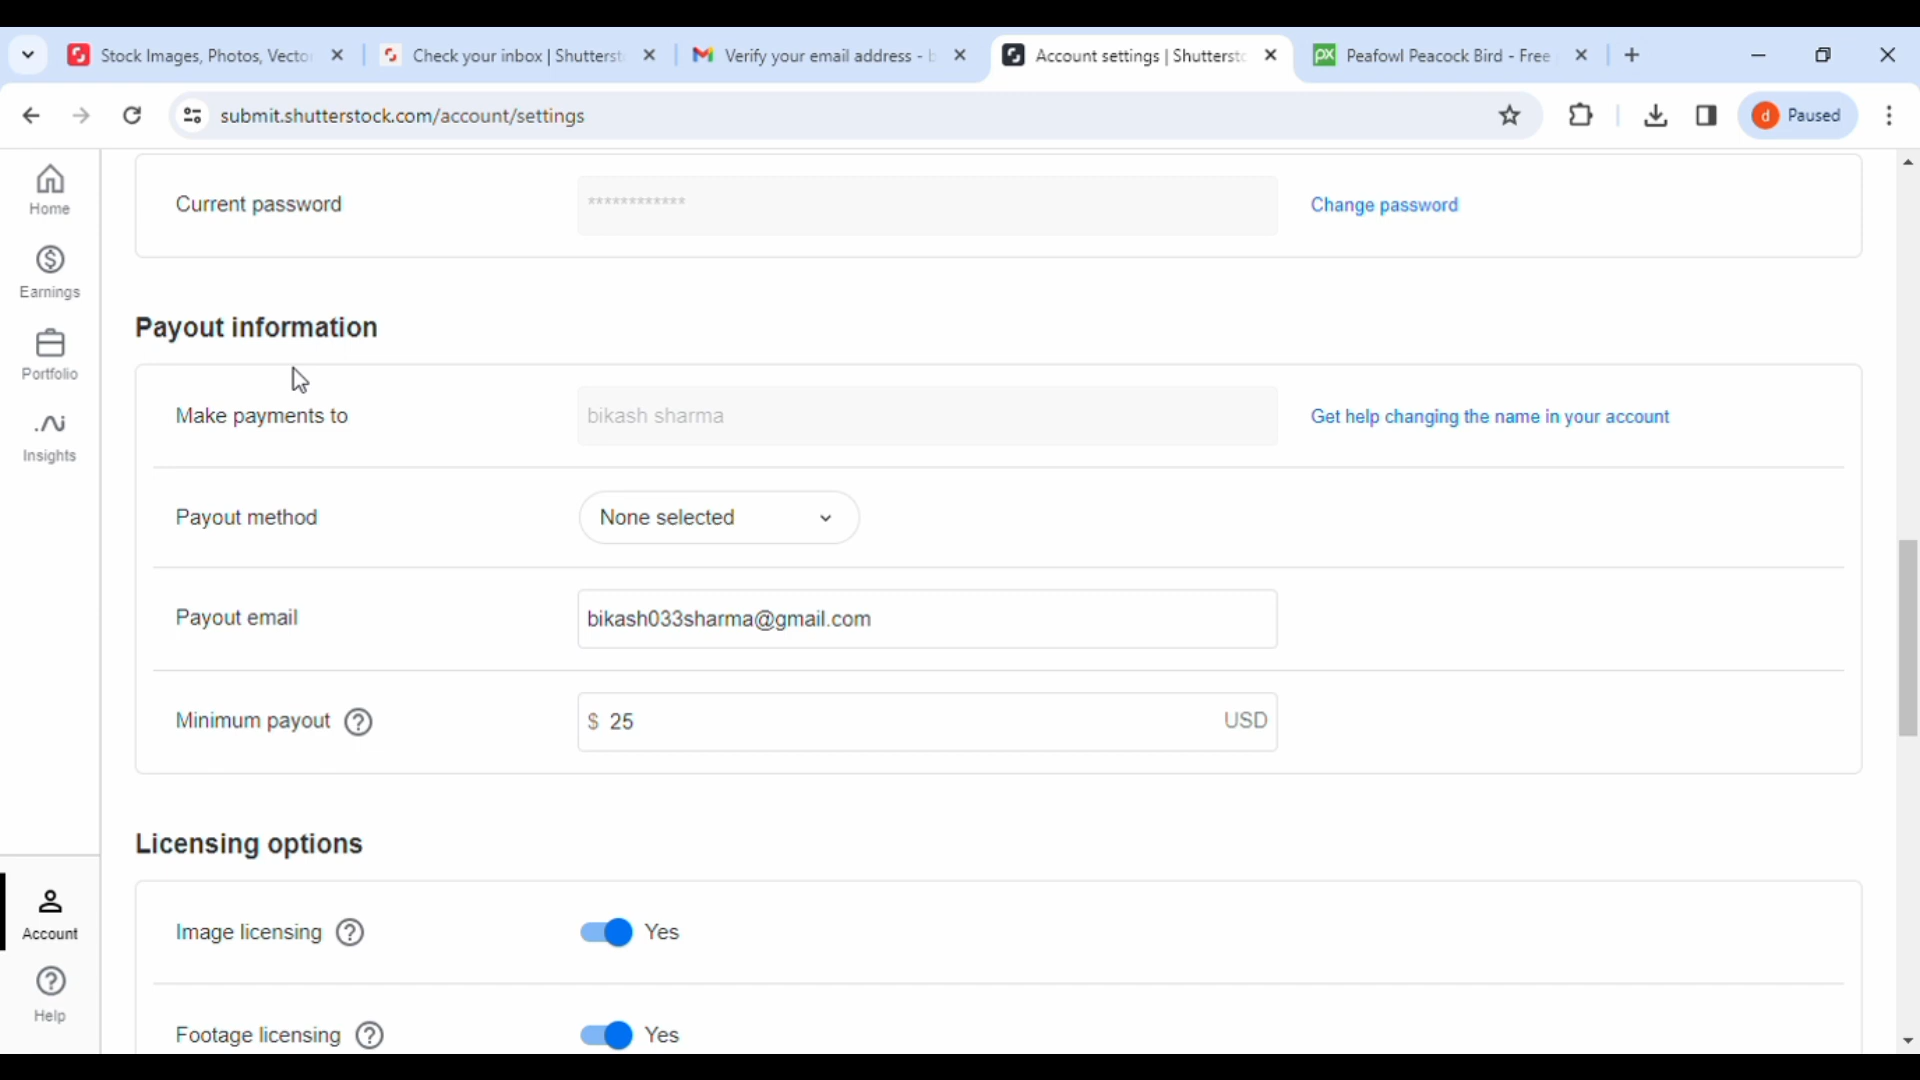 Stock Images, Photos, Vecto
Check your inbox | Shutterst
Verify your email address - b
Account settings | Shuttersto
Peafowl Peacock Bird - Free
submit.shutterstock.com/account/settings
d Paused
Home
Earnings
Portfolio
Insights
Account
Help
Current password
************
Change password
Payout information
Make payments to
bikash sharma
Get help changing the name in your account
Payout method
None selected
Payout email
bikash033sharma@gmail.com
Minimum payout ?
$ 25
USD
Licensing options
Image licensing ?
Yes
Footage licensing ?
Yes